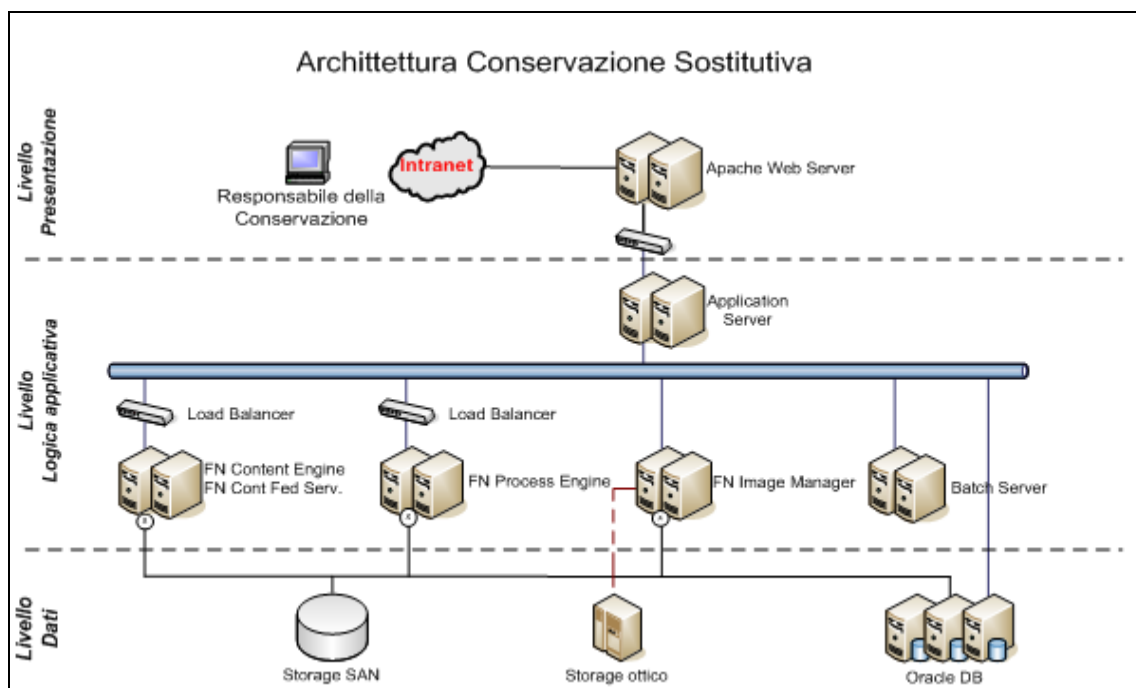 Archittettura Conservazione Sostitutiva
Livello
Presentazione
Responsabile della
Conservazione
Intranet
Apache Web Server
Livello
Logica applicativa
Application
Server
Load Balancer
Load Balancer
FN Content Engine
FN Cont Fed Serv.
FN Process Engine
FN Image Manager
Batch Server
Livello
Dati
Storage SAN
Storage ottico
Oracle DB